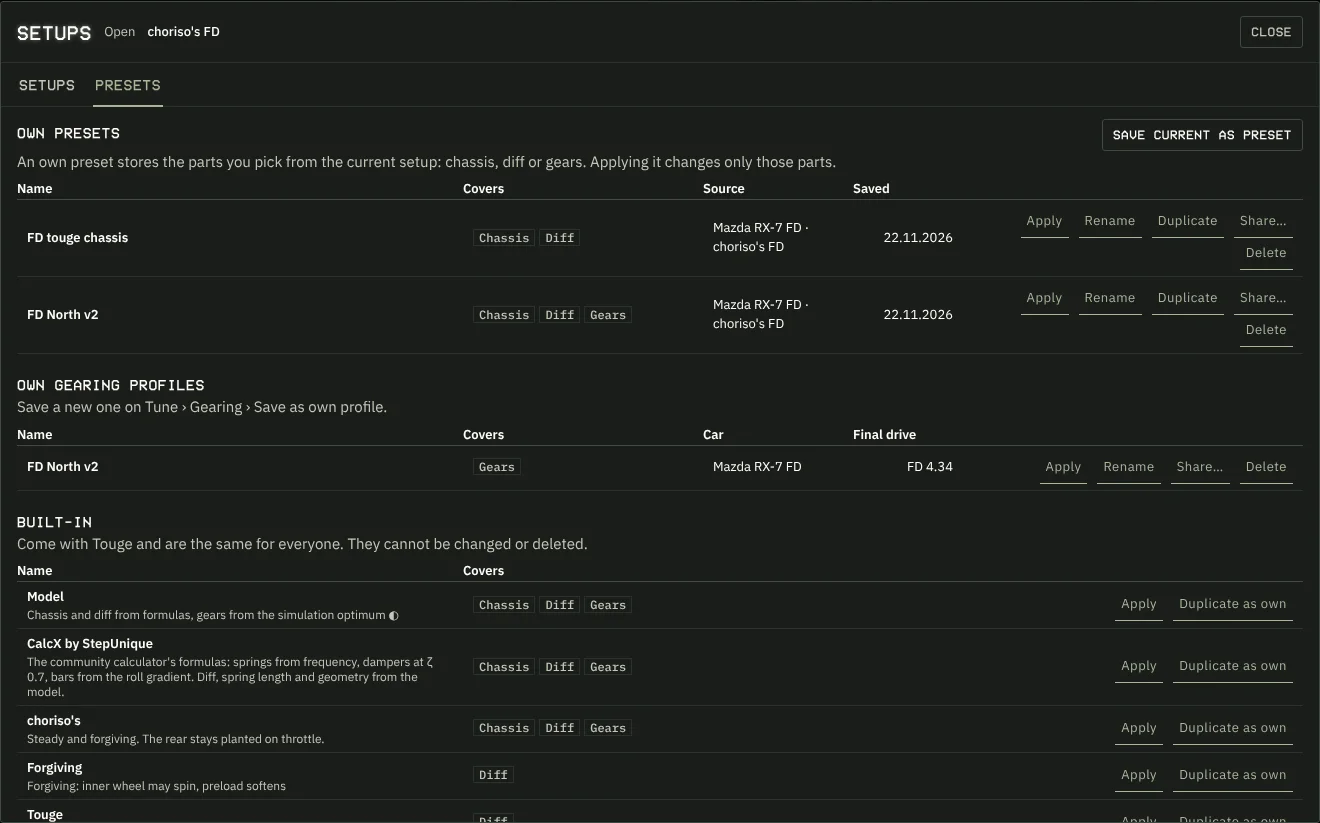 SETUPS Open choriso's FD CLOSE
SETUPS PRESETS
OWN PRESETS SAVE CURRENT AS PRESET
An own preset stores the parts you pick from the current setup: chassis, diff or gears. Applying it changes only those parts.
Name Covers Source Saved
FD touge chassis Chassis Diff Mazda RX-7 FD · choriso's FD 22.11.2026 Apply Rename Duplicate Share… Delete
FD North v2 Chassis Diff Gears Mazda RX-7 FD · choriso's FD 22.11.2026 Apply Rename Duplicate Share… Delete
OWN GEARING PROFILES
Save a new one on Tune › Gearing › Save as own profile.
Name Covers Car Final drive
FD North v2 Gears Mazda RX-7 FD FD 4.34 Apply Rename Share… Delete
BUILT-IN
Come with Touge and are the same for everyone. They cannot be changed or deleted.
Name Covers
Model Chassis Diff Gears Apply Duplicate as own
Chassis and diff from formulas, gears from the simulation optimum ◐
CalcX by StepUnique Chassis Diff Gears Apply Duplicate as own
The community calculator's formulas: springs from frequency, dampers at ζ
0.7, bars from the roll gradient. Diff, spring length and geometry from the
model.
choriso's Chassis Diff Gears Apply Duplicate as own
Steady and forgiving. The rear stays planted on throttle.
Forgiving Diff Apply Duplicate as own
Forgiving: inner wheel may spin, preload softens
Touge Diff Apply Duplicate as own